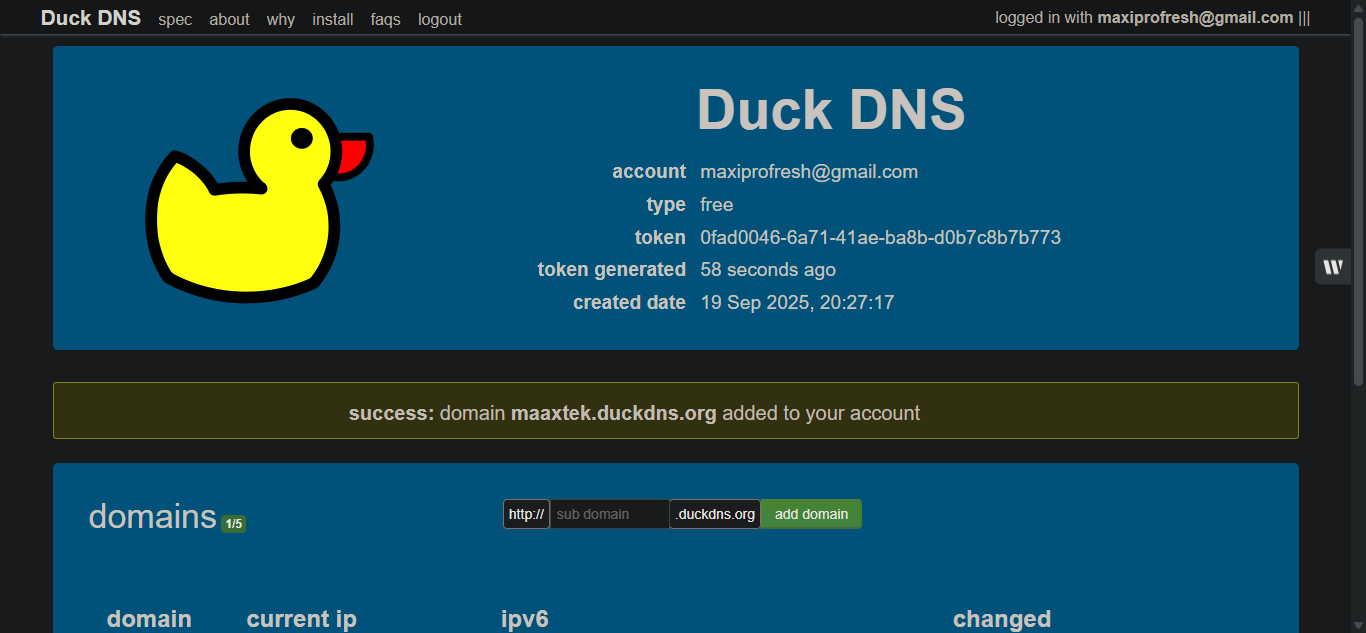 Duck DNS spec about why install faqs logout logged in with maxiprofresh@gmail.com |||
Duck DNS
account maxiprofresh@gmail.com
type free
token 0fad0046-6a71-41ae-ba8b-d0b7c8b7b773
token generated 58 seconds ago
created date 19 Sep 2025, 20:27:17
W
success: domain maaxtek.duckdns.org added to your account
domains 1/5 http:// sub domain .duckdns.org add domain
domain current ip ipv6 changed